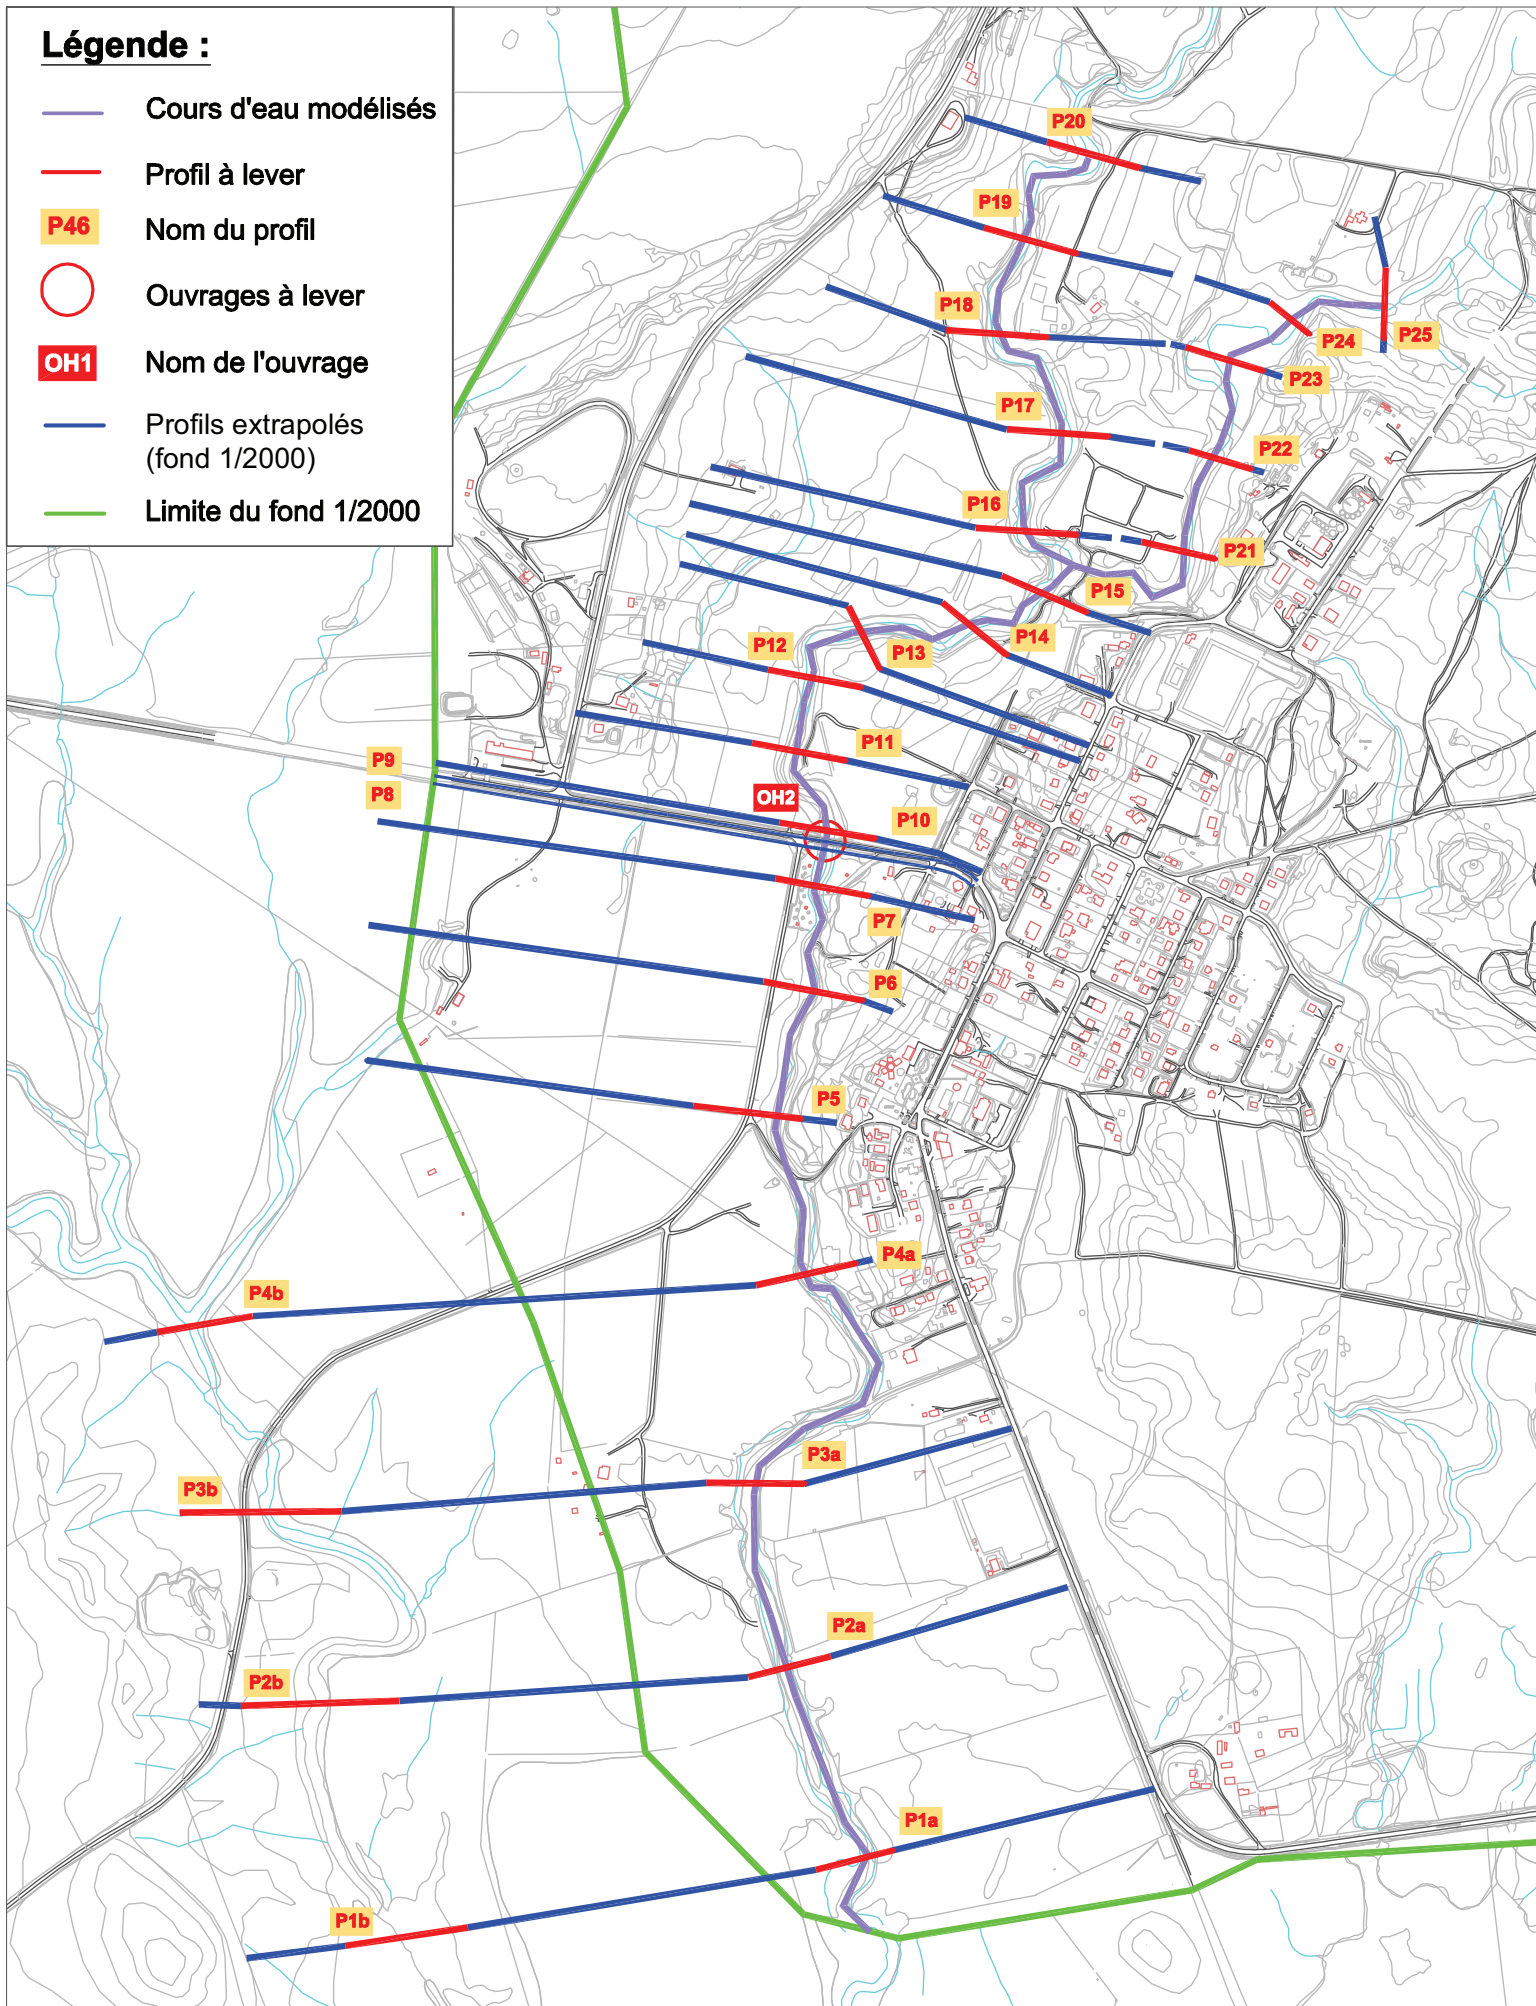 Légende :
Cours d'eau modélisés
Profil à lever
P46
Nom du profil
Ouvrages à lever
OH1
Nom de l'ouvrage
Profils extrapolés
(fond 1/2000)
Limite du fond 1/2000
P20
P19
P18
P24
P25
P23
P17
P22
P16
P21
P15
P14
P12
P13
P11
P9
P8
OH2
P10
P7
P6
P5
P4a
P4b
P3a
P3b
P2a
P2b
P1a
P1b